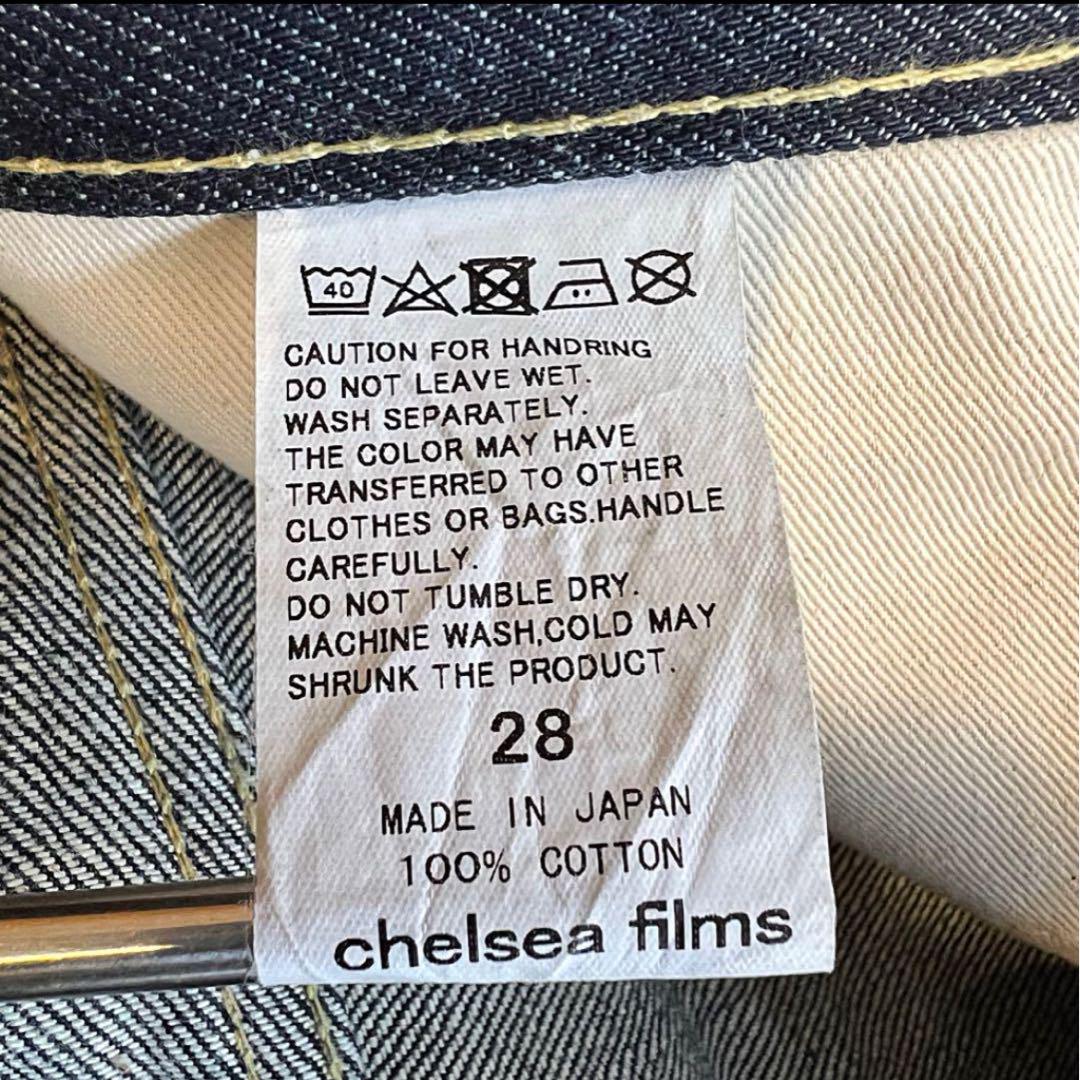 40
CAUTION FOR HANDRING
DO NOT LEAVE WET.
WASH SEPARATELY.
THE COLOR MAY HAVE
TRANSFERRED TO OTHER
CLOTHES OR BAGS.HANDLE
CAREFULLY.
DO NOT TUMBLE DRY.
MACHINE WASH,COLD MAY
SHRUNK THE PRODUCT.
28
MADE IN JAPAN
100% COTTON
chelsea films